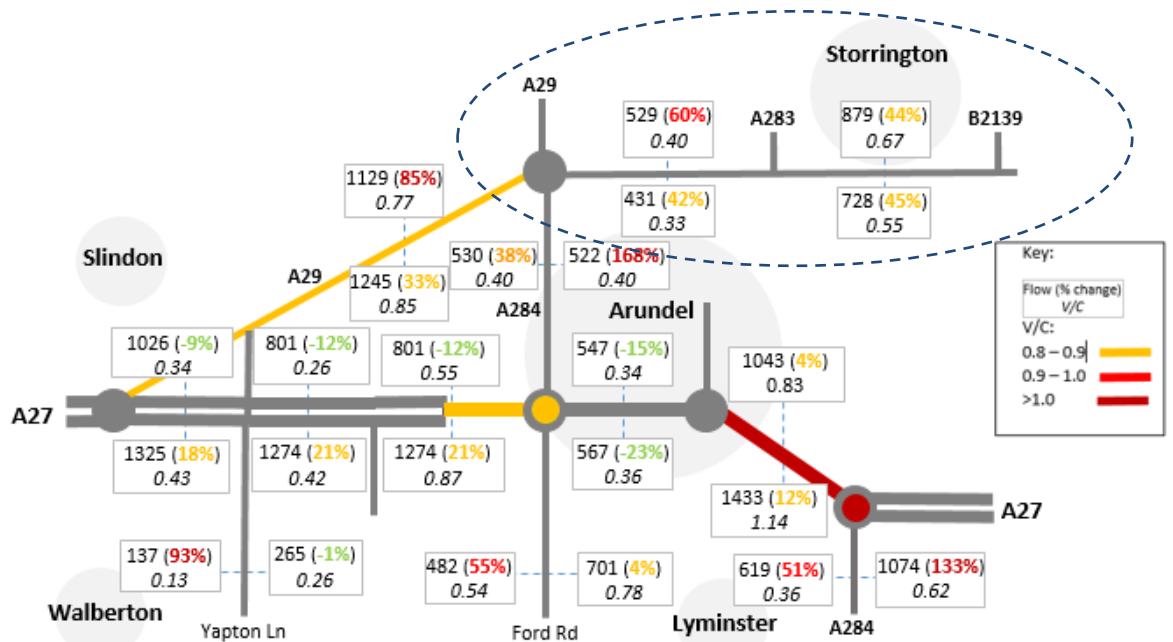 Storrington
A29
529 (60%)
0.40
A283
879 (44%)
0.67
B2139
1129 (85%)
0.77
431 (42%)
0.33
728 (45%)
0.55
Slindon
A29
1245 (33%)
0.85
530 (38%)
0.40
522 (168%)
0.40
A284
Arundel
Key:
Flow (% change)
V/C
V/C:
0.8 – 0.9
0.9 – 1.0
>1.0
1026 (-9%)
0.34
801 (-12%)
0.26
801 (-12%)
0.55
547 (-15%)
0.34
1043 (4%)
0.83
A27
1325 (18%)
0.43
1274 (21%)
0.42
1274 (21%)
0.87
567 (-23%)
0.36
1433 (12%)
1.14
A27
137 (93%)
0.13
265 (-1%)
0.26
482 (55%)
0.54
701 (4%)
0.78
619 (51%)
0.36
1074 (133%)
0.62
Walberton
Yapton Ln
Ford Rd
Lyminster
A284